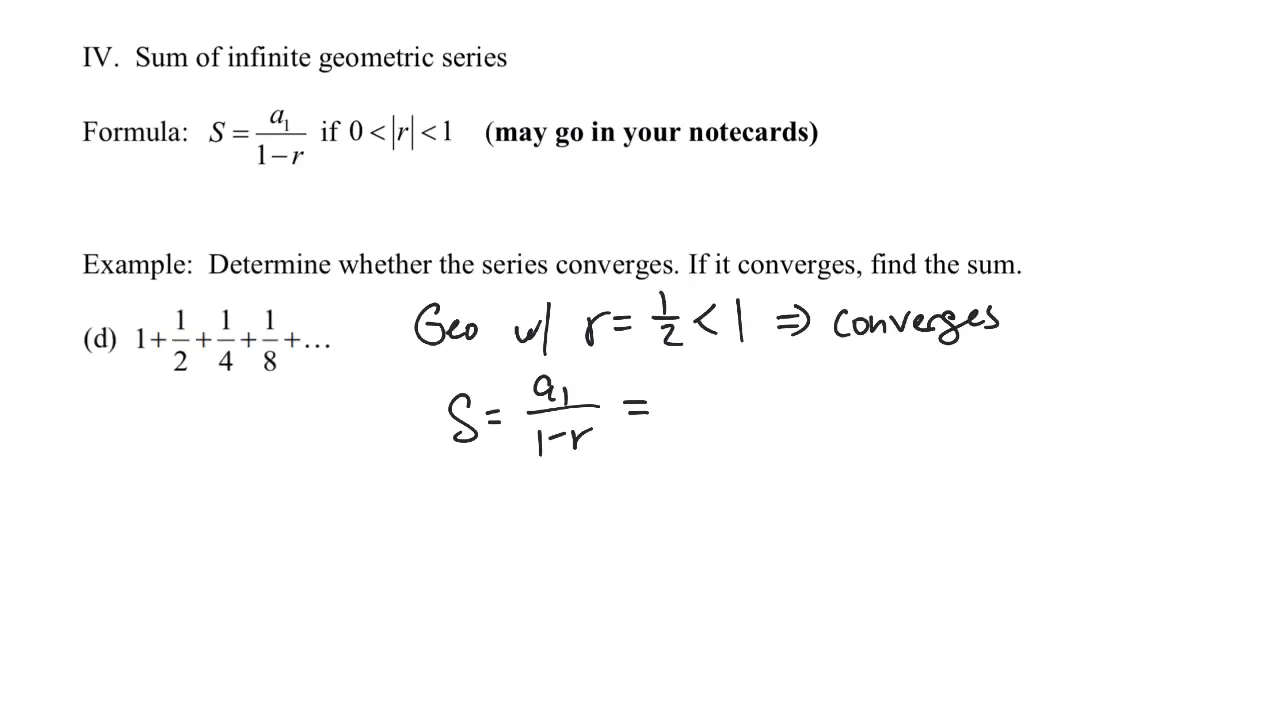 IV. Sum of infinite geometric series
Formula: S = a₁/(1−r) if 0 < |r| < 1 (may go in your notecards)
Example: Determine whether the series converges. If it converges, find the sum.
(d) 1 + 1/2 + 1/4 + 1/8 + … Geo w/ r = 1/2 < 1 ⇒ converges
S = a₁/(1−r) =